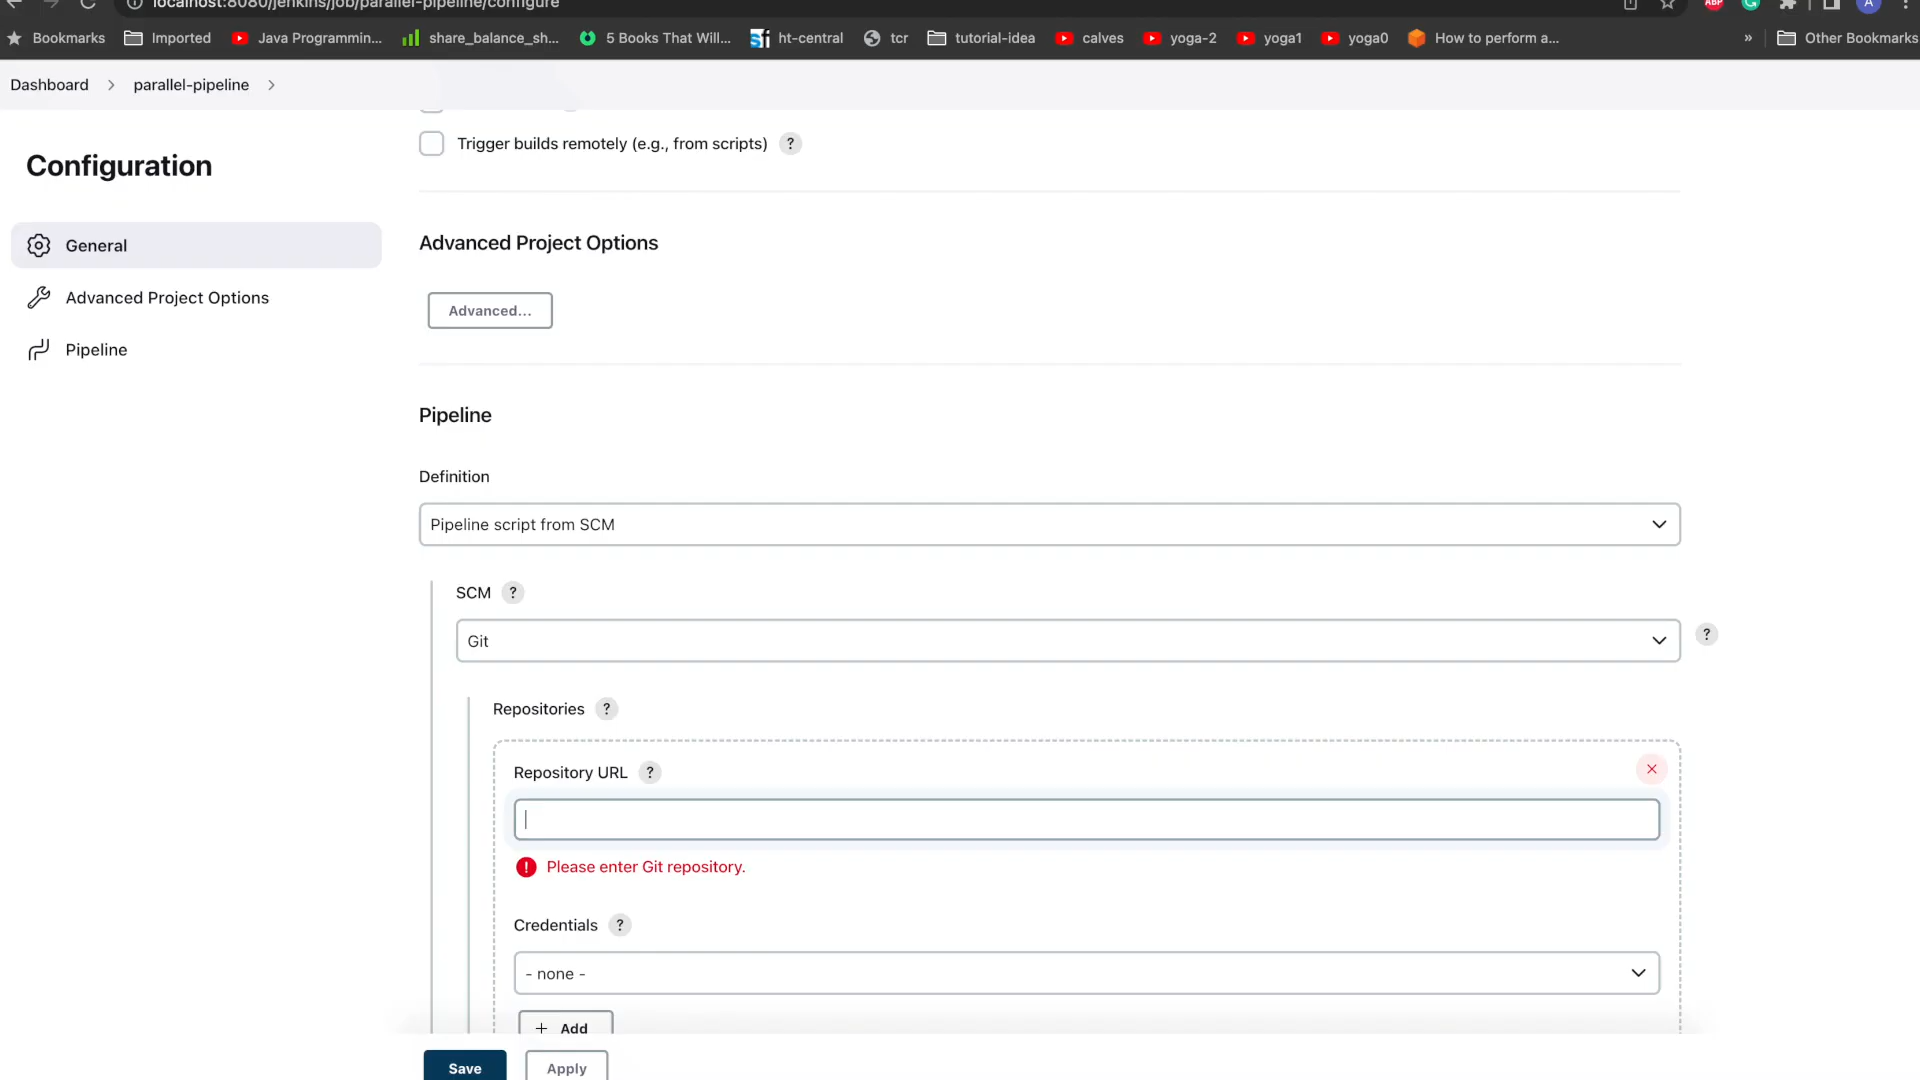 localhost:8080/jenkins/job/parallel-pipeline/configure
ABP
A
Bookmarks Imported Java Programmin... share_balance_sh... 5 Books That Will... ht-central tcr tutorial-idea calves yoga-2 yoga1 yoga0 How to perform a... » Other Bookmarks
Dashboard > parallel-pipeline >
Trigger builds remotely (e.g., from scripts) ?
Configuration
General
Advanced Project Options
Pipeline
Advanced Project Options
Advanced...
Pipeline
Definition
Pipeline script from SCM
SCM ?
Git
?
Repositories ?
Repository URL ?
Please enter Git repository.
Credentials ?
- none -
+ Add
Save Apply